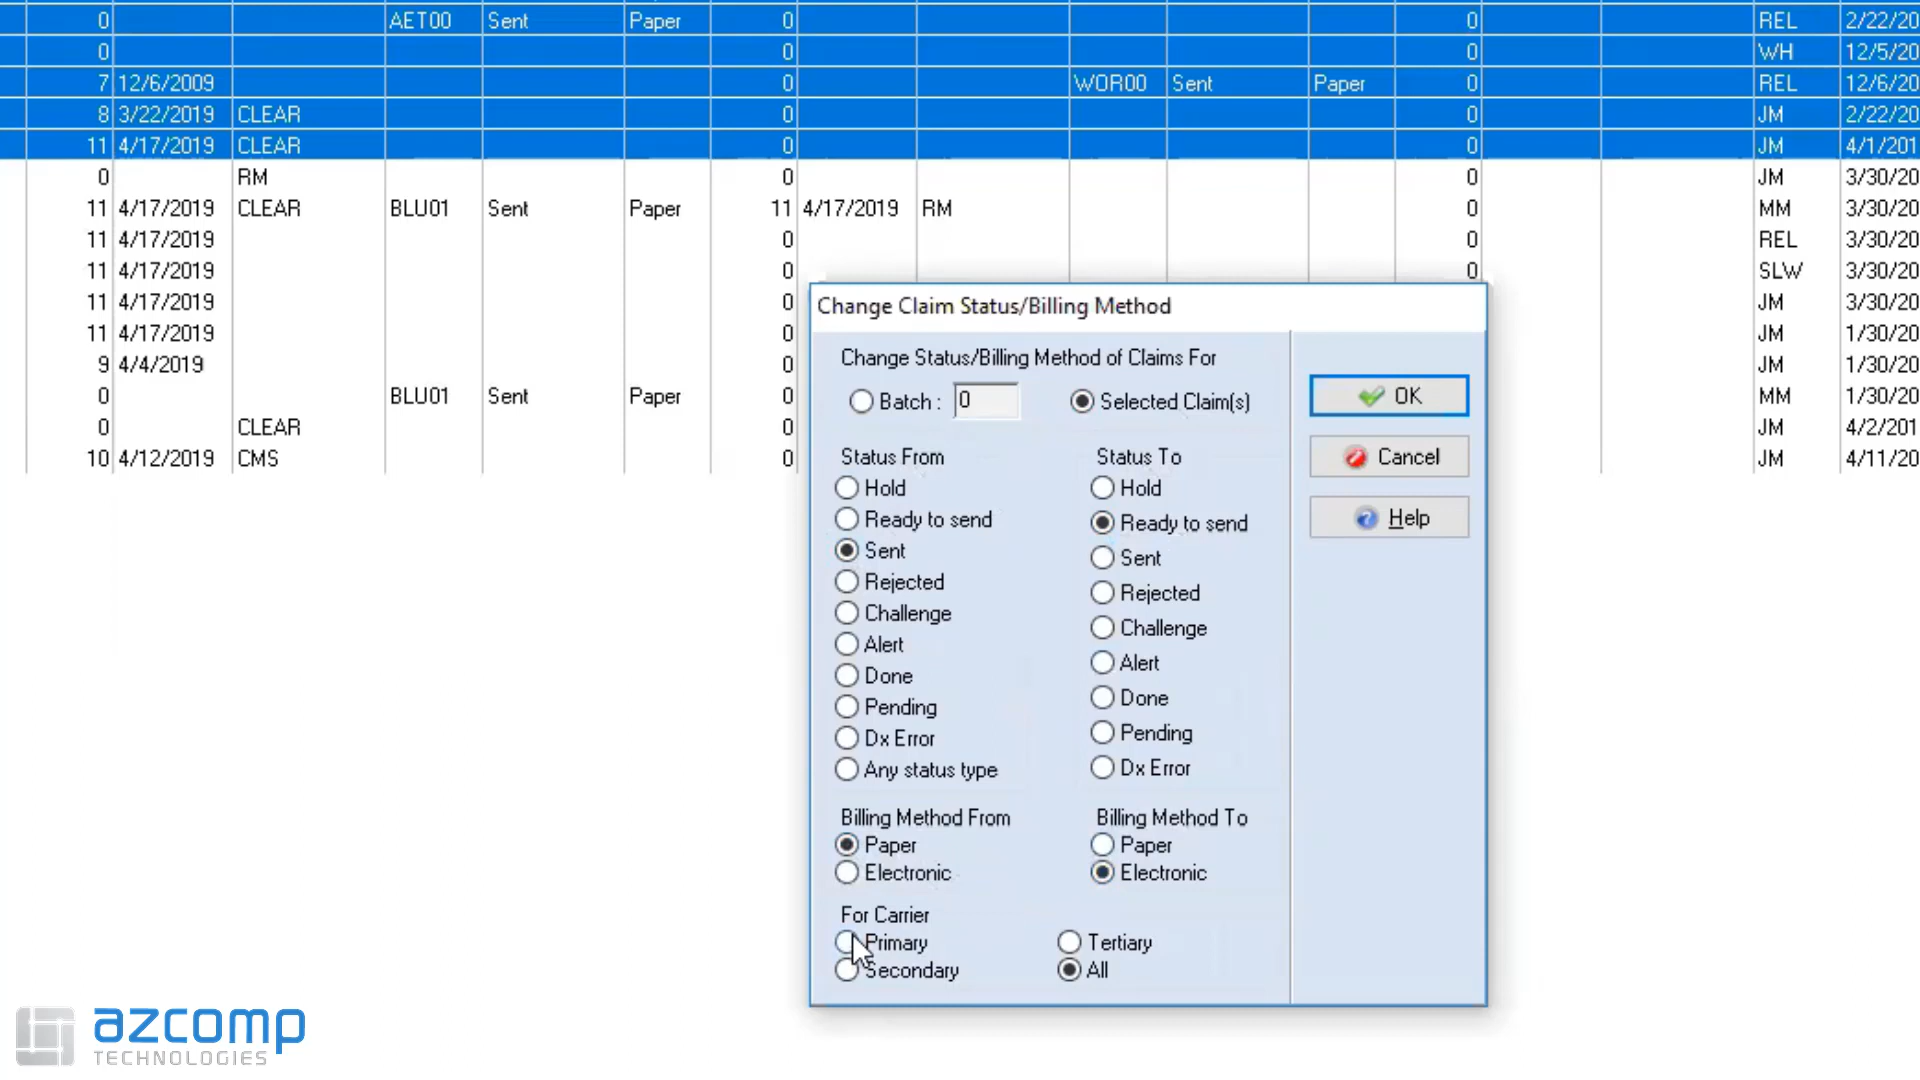 0 AET00 Sent Paper 0 0 REL 2/22/20
0 0 0 WH 12/5/20
7 12/6/2009 0 WOR00 Sent Paper 0 REL 12/6/20
8 3/22/2019 CLEAR 0 0 JM 2/22/20
11 4/17/2019 CLEAR 0 0 JM 4/1/201
0 RM 0 0 JM 3/30/20
11 4/17/2019 CLEAR BLU01 Sent Paper 11 4/17/2019 RM 0 MM 3/30/20
11 4/17/2019 0 0 REL 3/30/20
11 4/17/2019 0 0 SLW 3/30/20
11 4/17/2019 0 JM 3/30/20
11 4/17/2019 0 JM 1/30/20
9 4/4/2019 0 JM 1/30/20
0 BLU01 Sent Paper 0 MM 1/30/20
0 CLEAR 0 JM 4/2/201
10 4/12/2019 CMS 0 JM 4/11/20
Change Claim Status/Billing Method
Change Status/Billing Method of Claims For
Batch : 0 Selected Claim(s)
OK
Cancel
Help
Status From
Hold
Ready to send
Sent
Rejected
Challenge
Alert
Done
Pending
Dx Error
Any status type
Status To
Hold
Ready to send
Sent
Rejected
Challenge
Alert
Done
Pending
Dx Error
Billing Method From
Paper
Electronic
Billing Method To
Paper
Electronic
For Carrier
Primary
Secondary
Tertiary
All
azcomp
TECHNOLOGIES